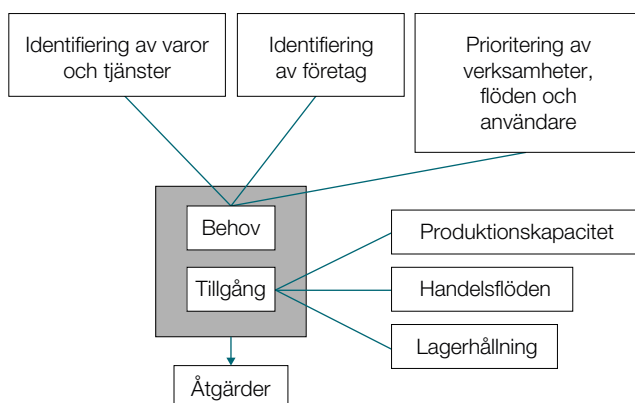 Identifiering av varor
och tjänster
Identifiering
av företag
Prioritering av
verksamheter,
flöden och
användare
Behov
Tillgång
Produktionskapacitet
Handelsflöden
Lagerhållning
Åtgärder